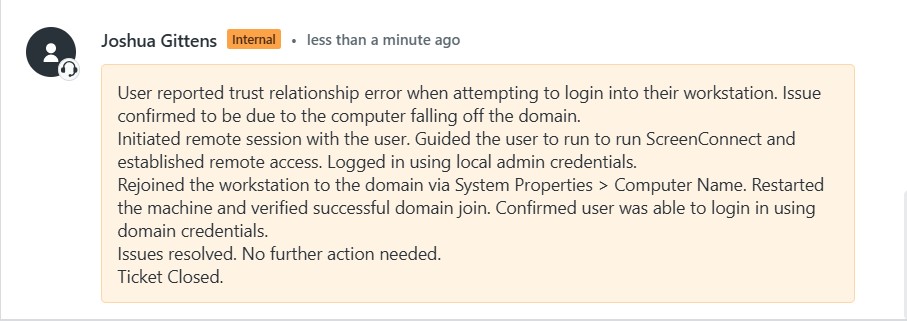 Joshua Gittens Internal • less than a minute ago
User reported trust relationship error when attempting to login into their workstation. Issue
confirmed to be due to the computer falling off the domain.
Initiated remote session with the user. Guided the user to run to run ScreenConnect and
established remote access. Logged in using local admin credentials.
Rejoined the workstation to the domain via System Properties > Computer Name. Restarted
the machine and verified successful domain join. Confirmed user was able to login in using
domain credentials.
Issues resolved. No further action needed.
Ticket Closed.